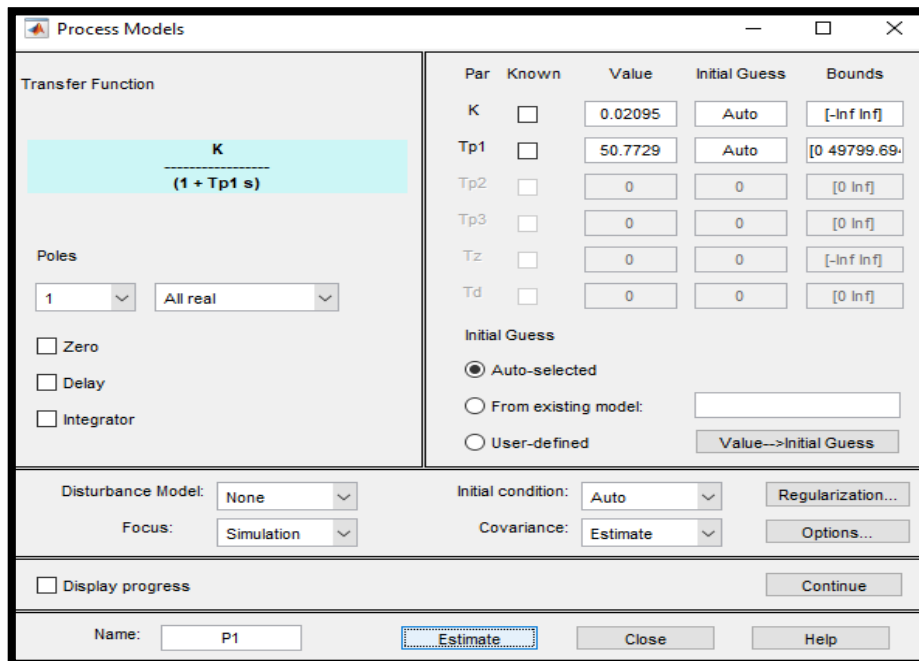 Process Models
Transfer Function
K
-----------------
(1 + Tp1 s)
Poles
1 All real
Zero
Delay
Integrator
Par Known Value Initial Guess Bounds
K 0.02095 Auto [-Inf Inf]
Tp1 50.7729 Auto [0 49799.694
Tp2 0 0 [0 Inf]
Tp3 0 0 [0 Inf]
Tz 0 0 [-Inf Inf]
Td 0 0 [0 Inf]
Initial Guess
Auto-selected
From existing model:
User-defined Value-->Initial Guess
Disturbance Model: None Initial condition: Auto Regularization...
Focus: Simulation Covariance: Estimate Options...
Display progress Continue
Name: P1 Estimate Close Help